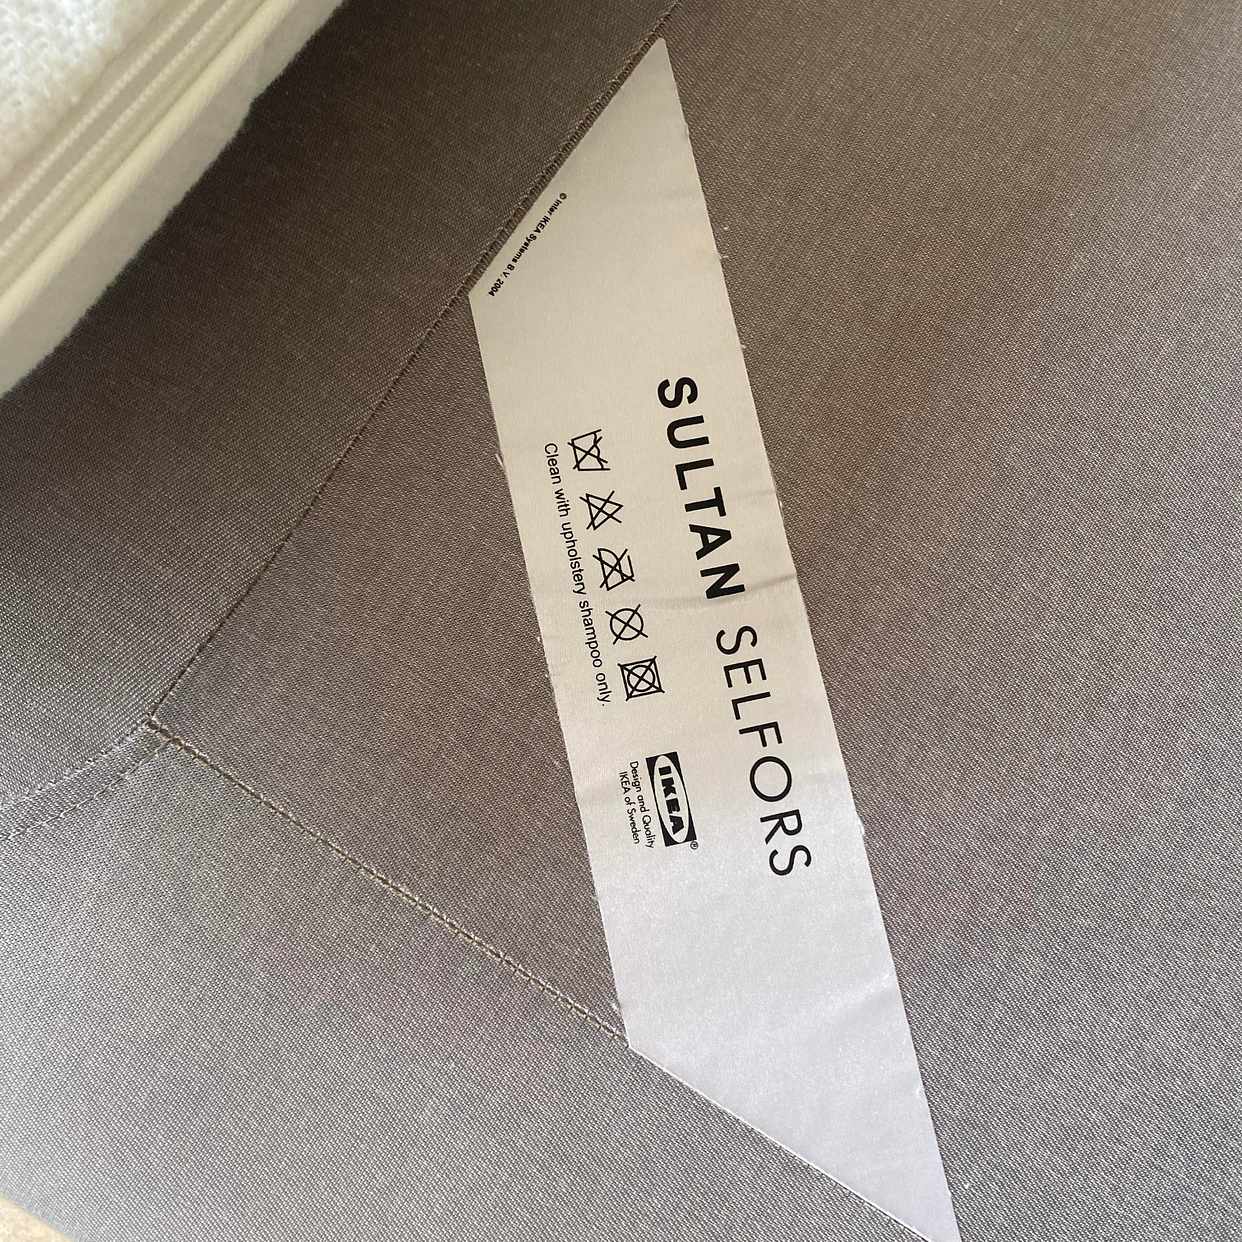 SULTAN SELFORS
Clean with upholstery shampoo only.
IKEA®
Design and Quality
IKEA of Sweden
© Inter IKEA Systems B.V. 2004